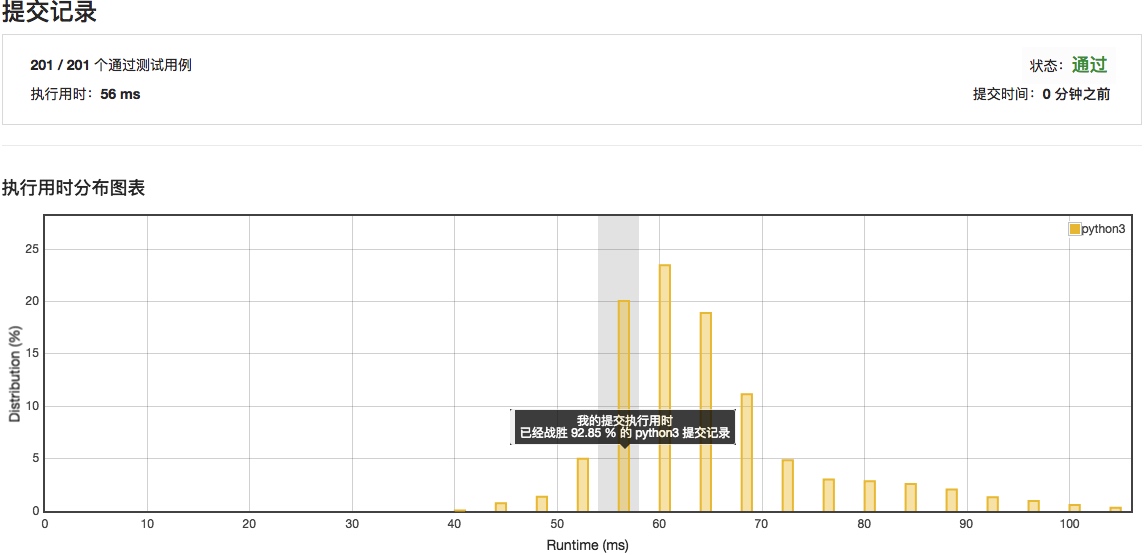 提交记录
201 / 201 个通过测试用例
状态：通过
执行用时：56 ms
提交时间：0 分钟之前
执行用时分布图表
python3
25
20
15
10
5
0
Distribution (%)
我的提交执行用时
已经战胜 92.85 % 的 python3 提交记录
0 10 20 30 40 50 60 70 80 90 100
Runtime (ms)